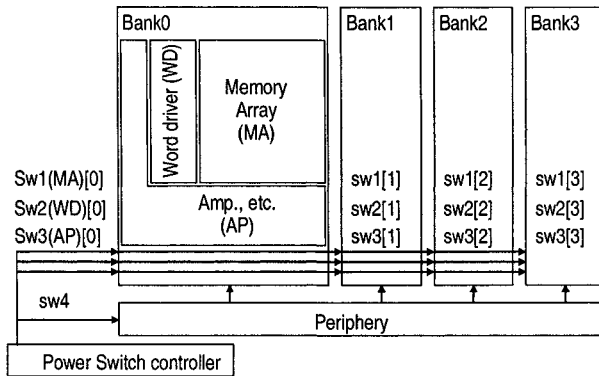 Bank0
Bank1
Bank2
Bank3
Word driver (WD)
Memory
Array
(MA)
Amp., etc.
(AP)
Sw1(MA)[0]
Sw2(WD)[0]
Sw3(AP)[0]
sw1[1]
sw2[1]
sw3[1]
sw1[2]
sw2[2]
sw3[2]
sw1[3]
sw2[3]
sw3[3]
sw4
Periphery
Power Switch controller